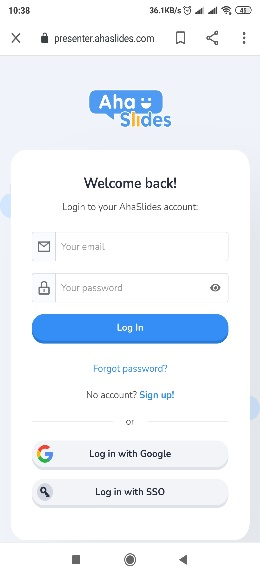 10:38
36.1KB/s
45
presenter.ahaslides.com
Aha
Slides
Welcome back!
Login to your AhaSlides account:
Your email
Your password
Log In
Forgot password?
No account? Sign up!
or
Log in with Google
Log in with SSO